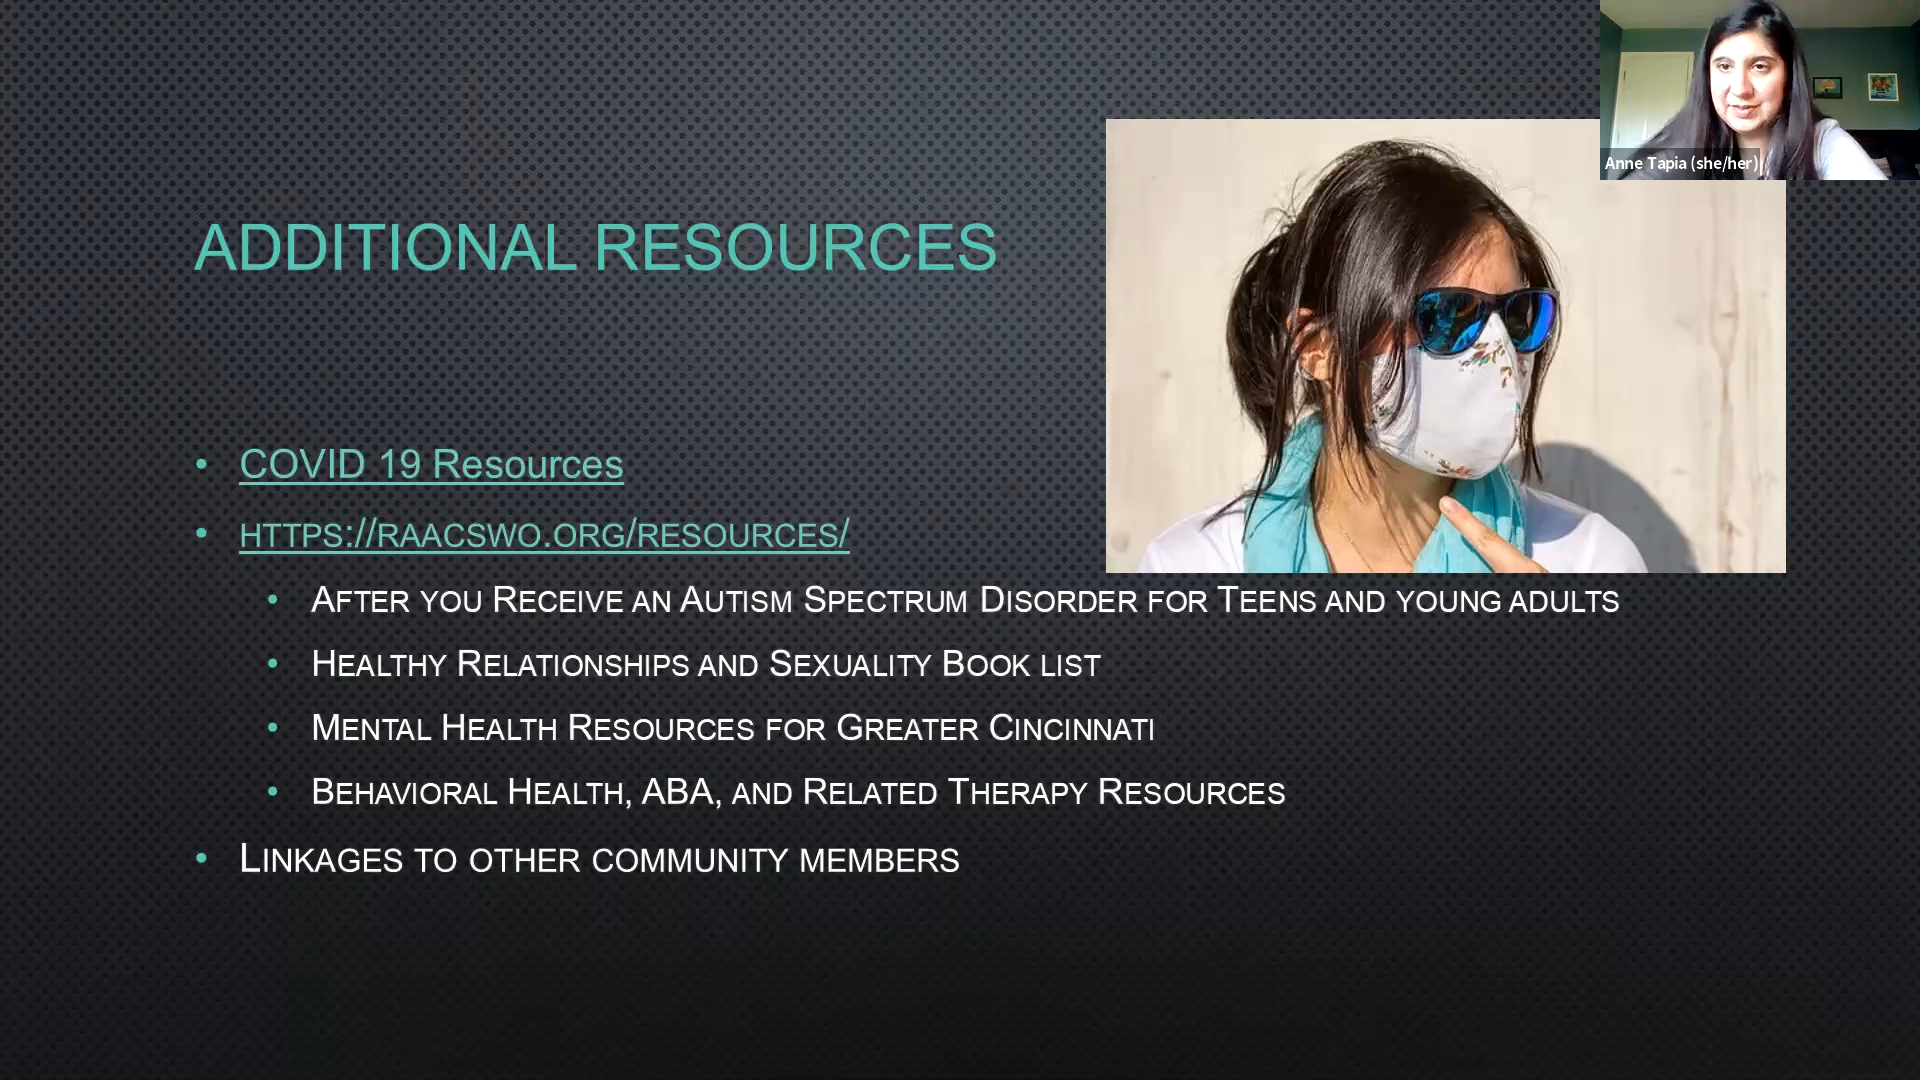 Anne Tapia (she/her)
ADDITIONAL RESOURCES
• COVID 19 Resources
• HTTPS://RAACSWO.ORG/RESOURCES/
• AFTER YOU RECEIVE AN AUTISM SPECTRUM DISORDER FOR TEENS AND YOUNG ADULTS
• HEALTHY RELATIONSHIPS AND SEXUALITY BOOK LIST
• MENTAL HEALTH RESOURCES FOR GREATER CINCINNATI
• BEHAVIORAL HEALTH, ABA, AND RELATED THERAPY RESOURCES
• LINKAGES TO OTHER COMMUNITY MEMBERS